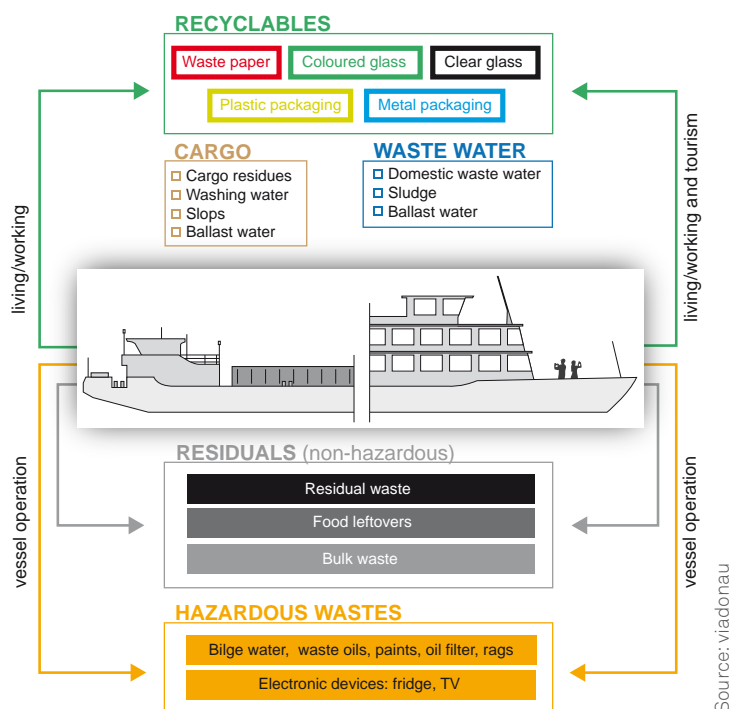 RECYCLABLES
Waste paper
Coloured glass
Clear glass
Plastic packaging
Metal packaging
living/working
living/working and tourism
CARGO
Cargo residues
Washing water
Slops
Ballast water
WASTE WATER
Domestic waste water
Sludge
Ballast water
RESIDUALS (non-hazardous)
Residual waste
Food leftovers
Bulk waste
vessel operation
vessel operation
HAZARDOUS WASTES
Bilge water, waste oils, paints, oil filter, rags
Electronic devices: fridge, TV
Source: viadonau